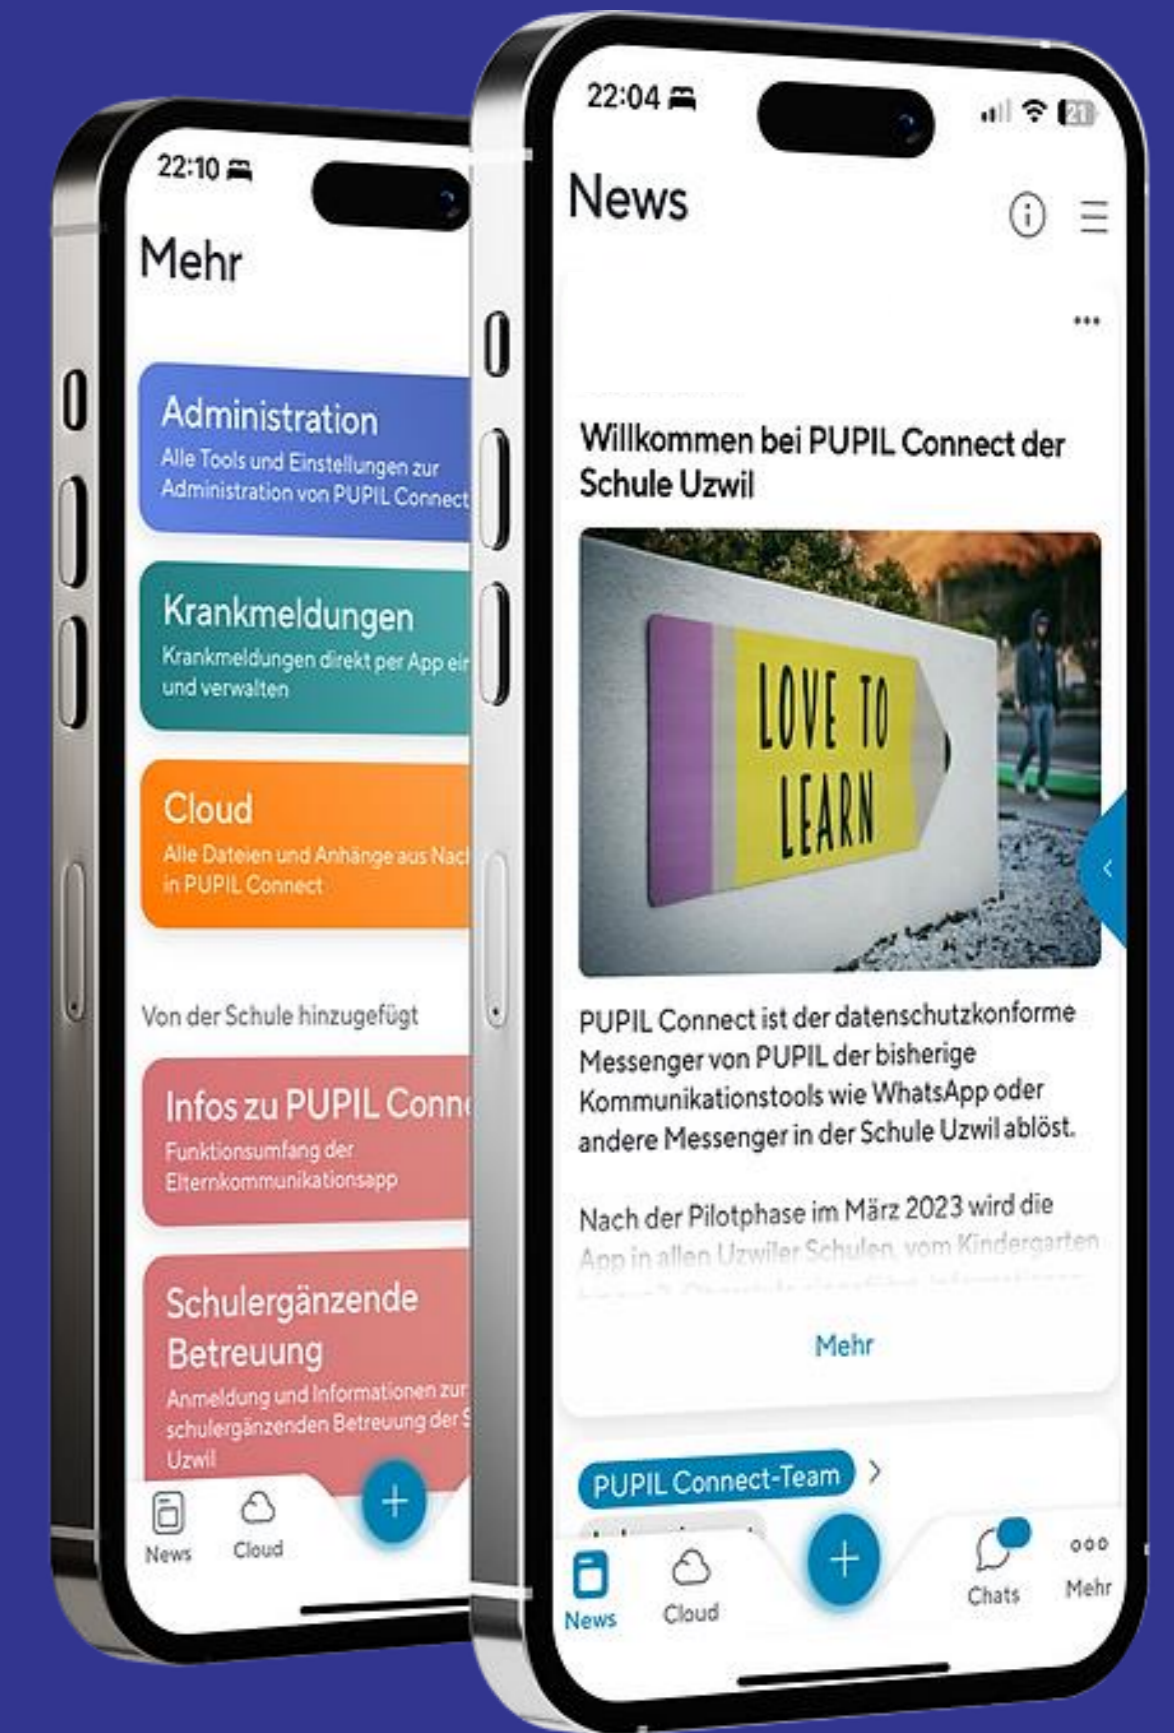 22:10
Mehr
Administration
Alle Tools und Einstellungen zur
Administration von PUPIL Connect
Krankmeldungen
Krankmeldungen direkt per App
und verwalten
Cloud
Alle Dateien und Anhänge aus
in PUPIL Connect
Von der Schule hinzugefügt
Infos zu PUPIL
Funktionsumfang der
Elternkommunikationsapp
Schulergänzende
Betreuung
Anmeldung und Informationen zur
schulergänzenden Betreuung der
Uzwil
News
Cloud
22:04
21
News
Willkommen bei PUPIL Connect der
Schule Uzwil
LOVE TO
LEARN
PUPIL Connect ist der datenschutzkonforme
Messenger von PUPIL der bisherige
Kommunikationstools wie WhatsApp oder
andere Messenger in der Schule Uzwil ablöst.
Nach der Pilotphase im März 2023 wird die
App in allen Uzwiler Schulen, vom Kindergarten
Mehr
PUPIL Connect-Team
News
Cloud
Chats
Mehr